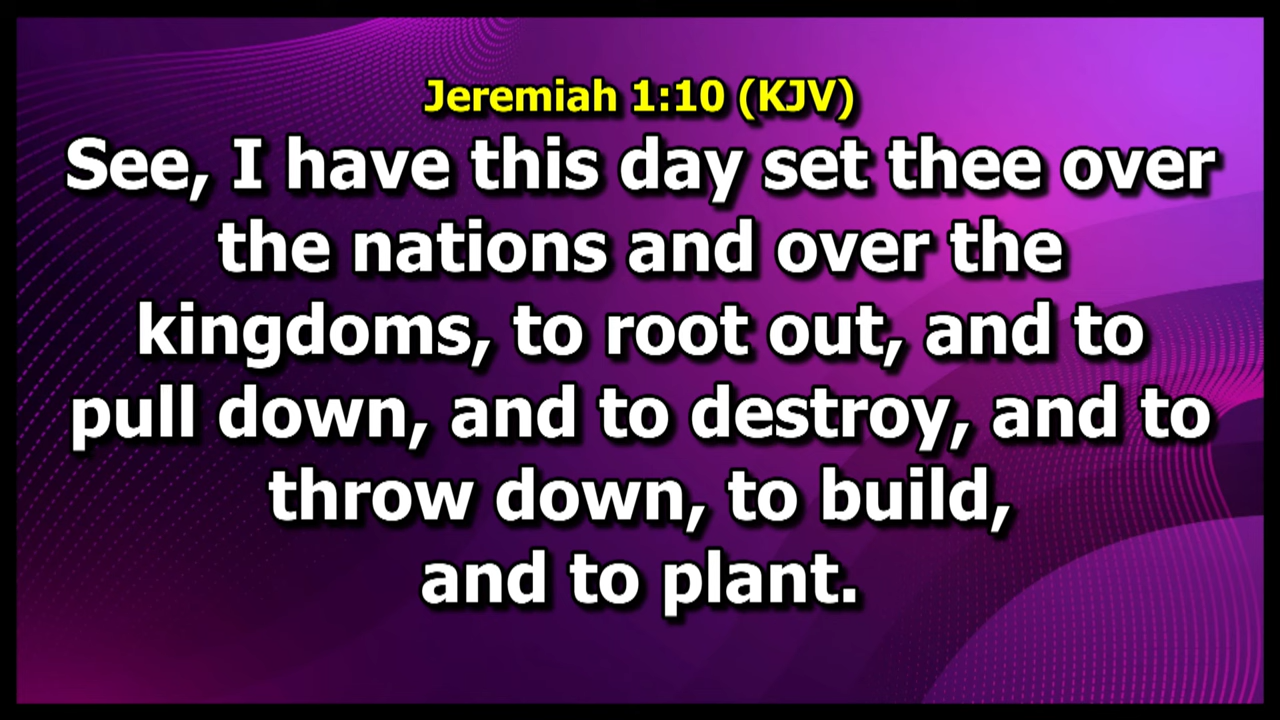 Jeremiah 1:10 (KJV)
See, I have this day set thee over
the nations and over the
kingdoms, to root out, and to
pull down, and to destroy, and to
throw down, to build,
and to plant.